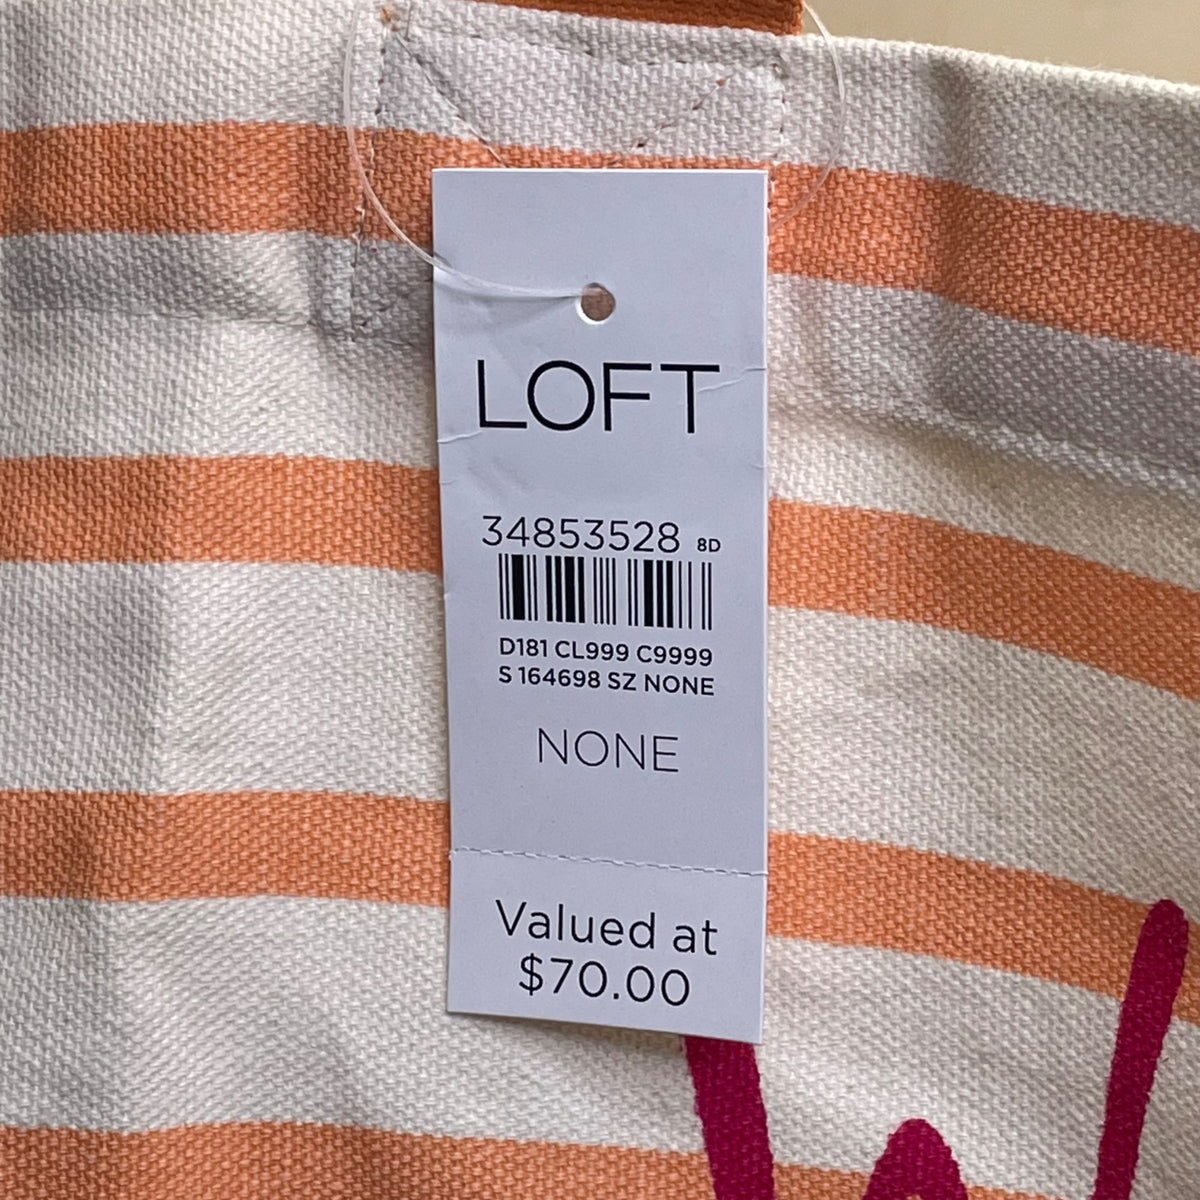 LOFT
34853528 8D
D181 CL999 C9999
S 164698 SZ NONE
NONE
Valued at
$70.00